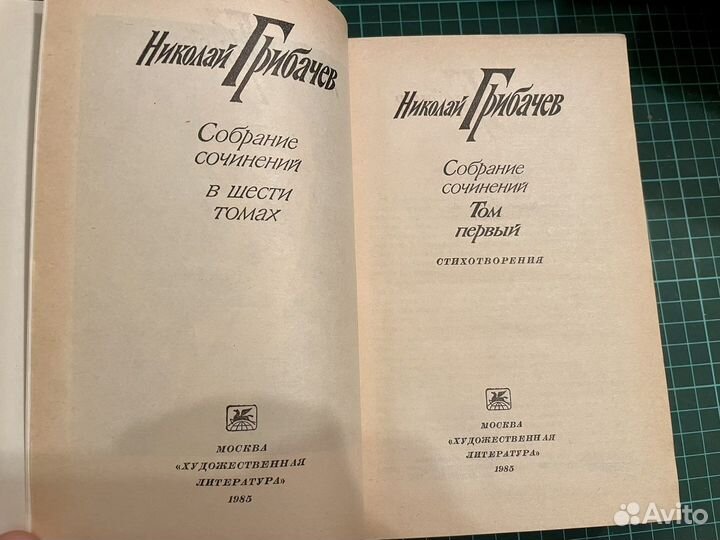 Николай Грибачев
Собрание
сочинений
в шести
томах
МОСКВА
«ХУДОЖЕСТВЕННАЯ
ЛИТЕРАТУРА»
1985
Николай Грибачев
Собрание
сочинений
Том
первый
СТИХОТВОРЕНИЯ
МОСКВА
«ХУДОЖЕСТВЕННАЯ
ЛИТЕРАТУРА»
1985
Avito